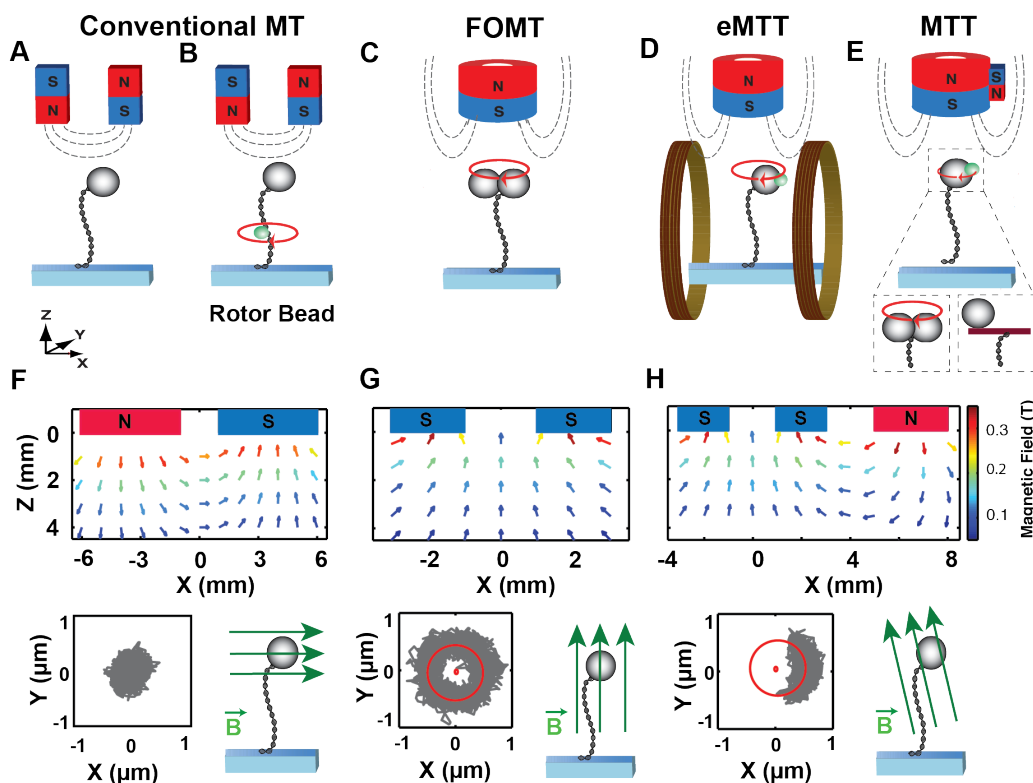 Conventional MT
FOMT
eMTT
MTT
A
B
C
D
E
S
N
N
S
S
N
N
S
N
S
N
S
N
S
S
N
Rotor Bead
Z
Y
X
F
G
H
N
S
S
S
S
S
N
0
2
4
Z (mm)
-6
-3
0
3
6
X (mm)
-2
0
2
X (mm)
-4
0
4
8
X (mm)
0.3
0.2
0.1
Magnetic Field (T)
1
0
-1
Y (µm)
-1
0
1
X (µm)
B
1
0
-1
Y (µm)
-1
0
1
X (µm)
B
1
0
-1
Y (µm)
-1
0
1
X (µm)
B